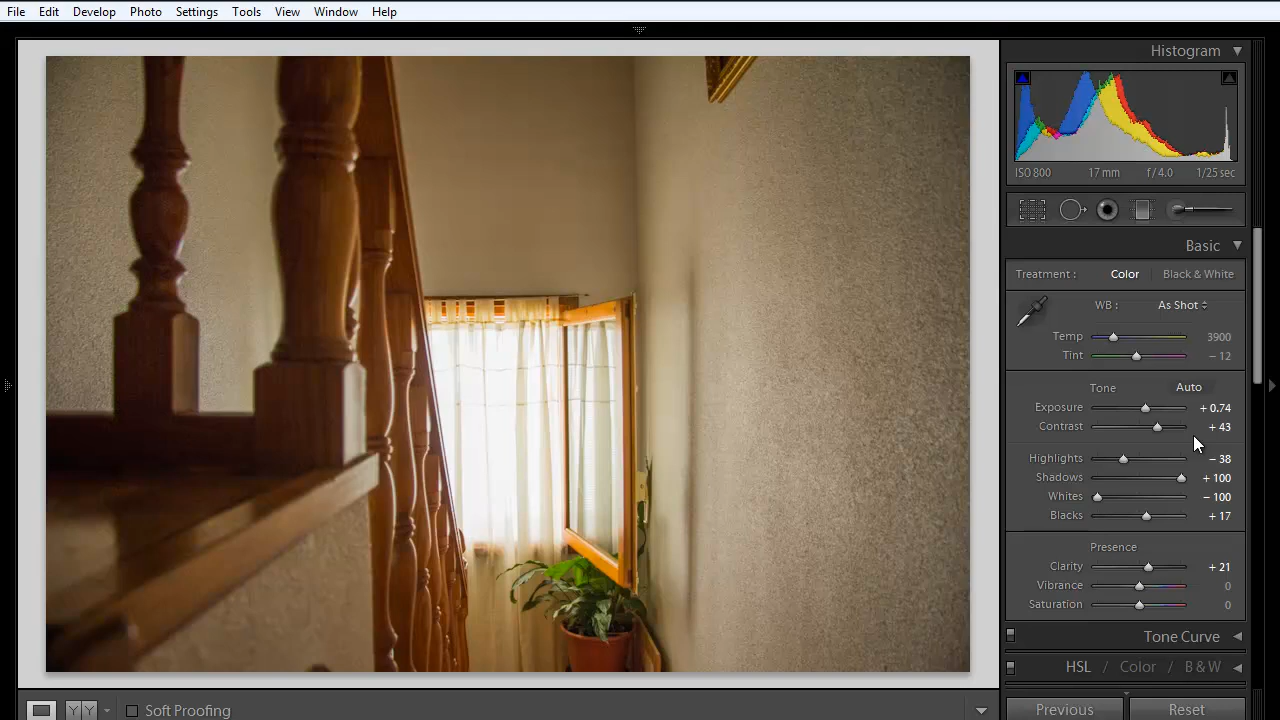 File Edit Develop Photo Settings Tools View Window Help
Histogram
ISO 800 17 mm f / 4.0 1/25 sec
Basic
Treatment : Color Black & White
WB : As Shot
Temp 3900
Tint − 12
Tone Auto
Exposure + 0.74
Contrast + 43
Highlights − 38
Shadows + 100
Whites − 100
Blacks + 17
Presence
Clarity + 21
Vibrance 0
Saturation 0
Tone Curve
HSL / Color / B & W
Y Y Soft Proofing
Previous Reset